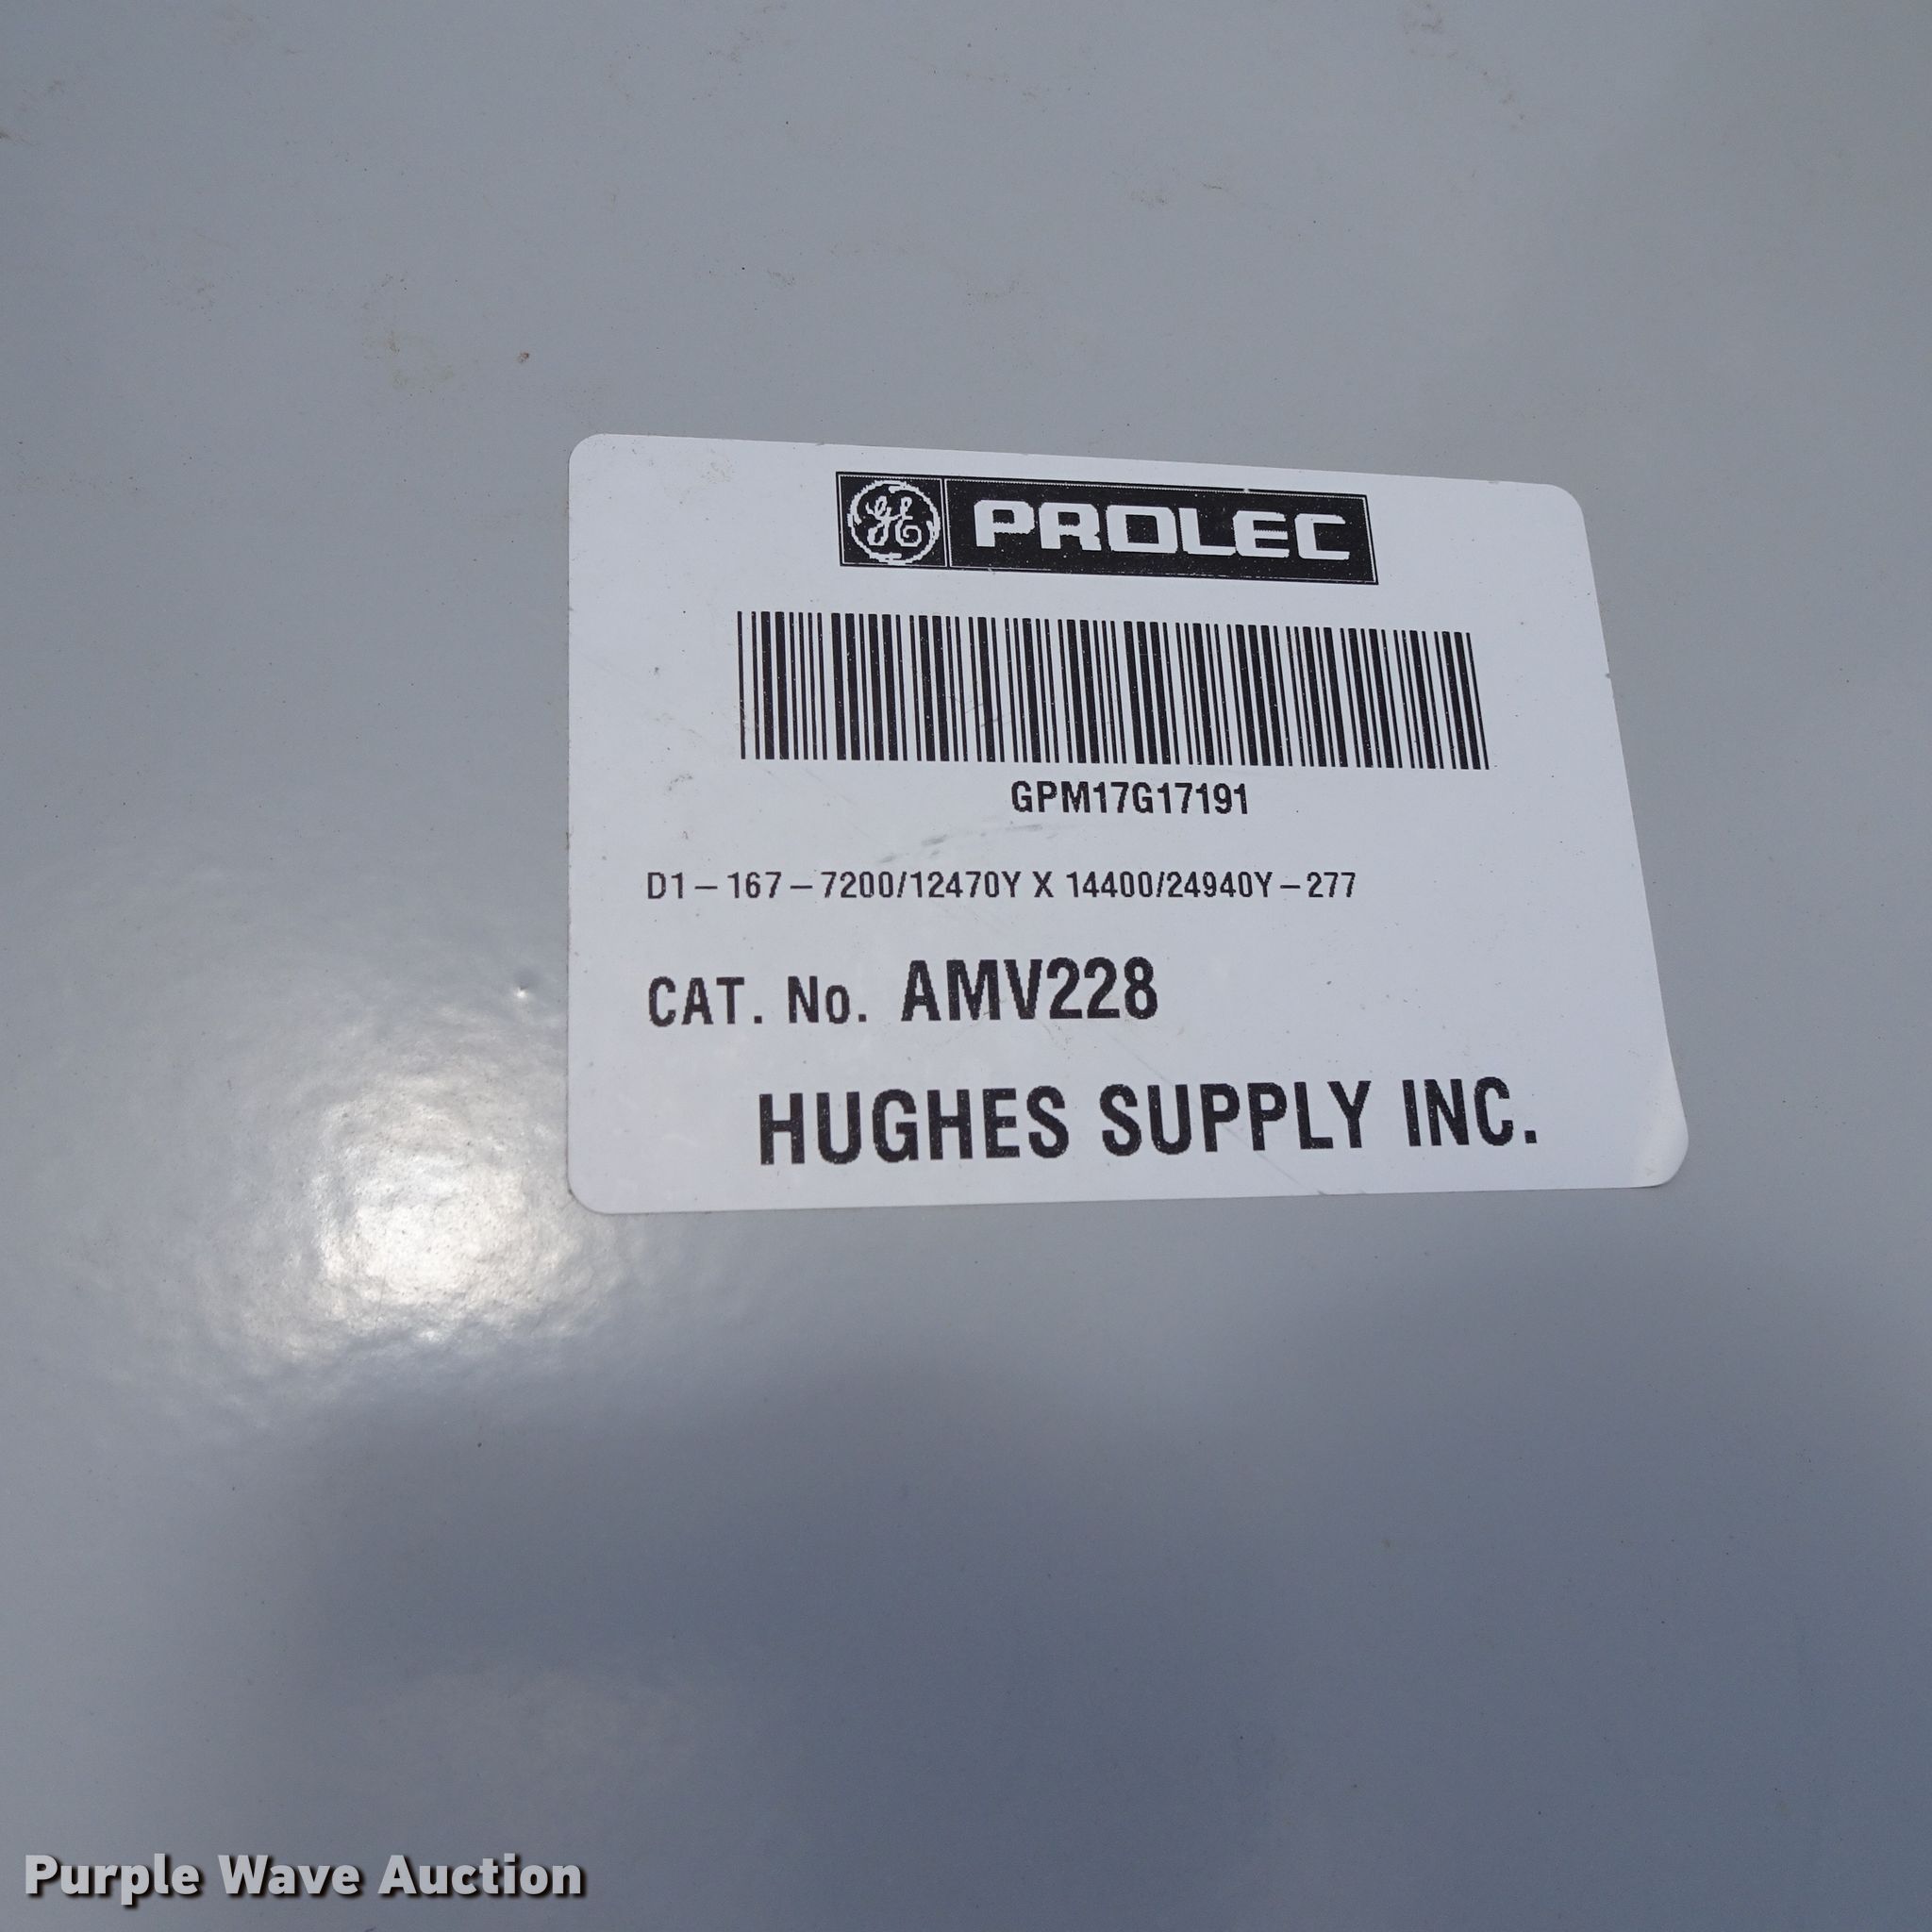 GE PROLEC
GPM17G17191
D1-167-7200/12470Y X 14400/24940Y-277
CAT. No. AMV228
HUGHES SUPPLY INC.
Purple Wave Auction